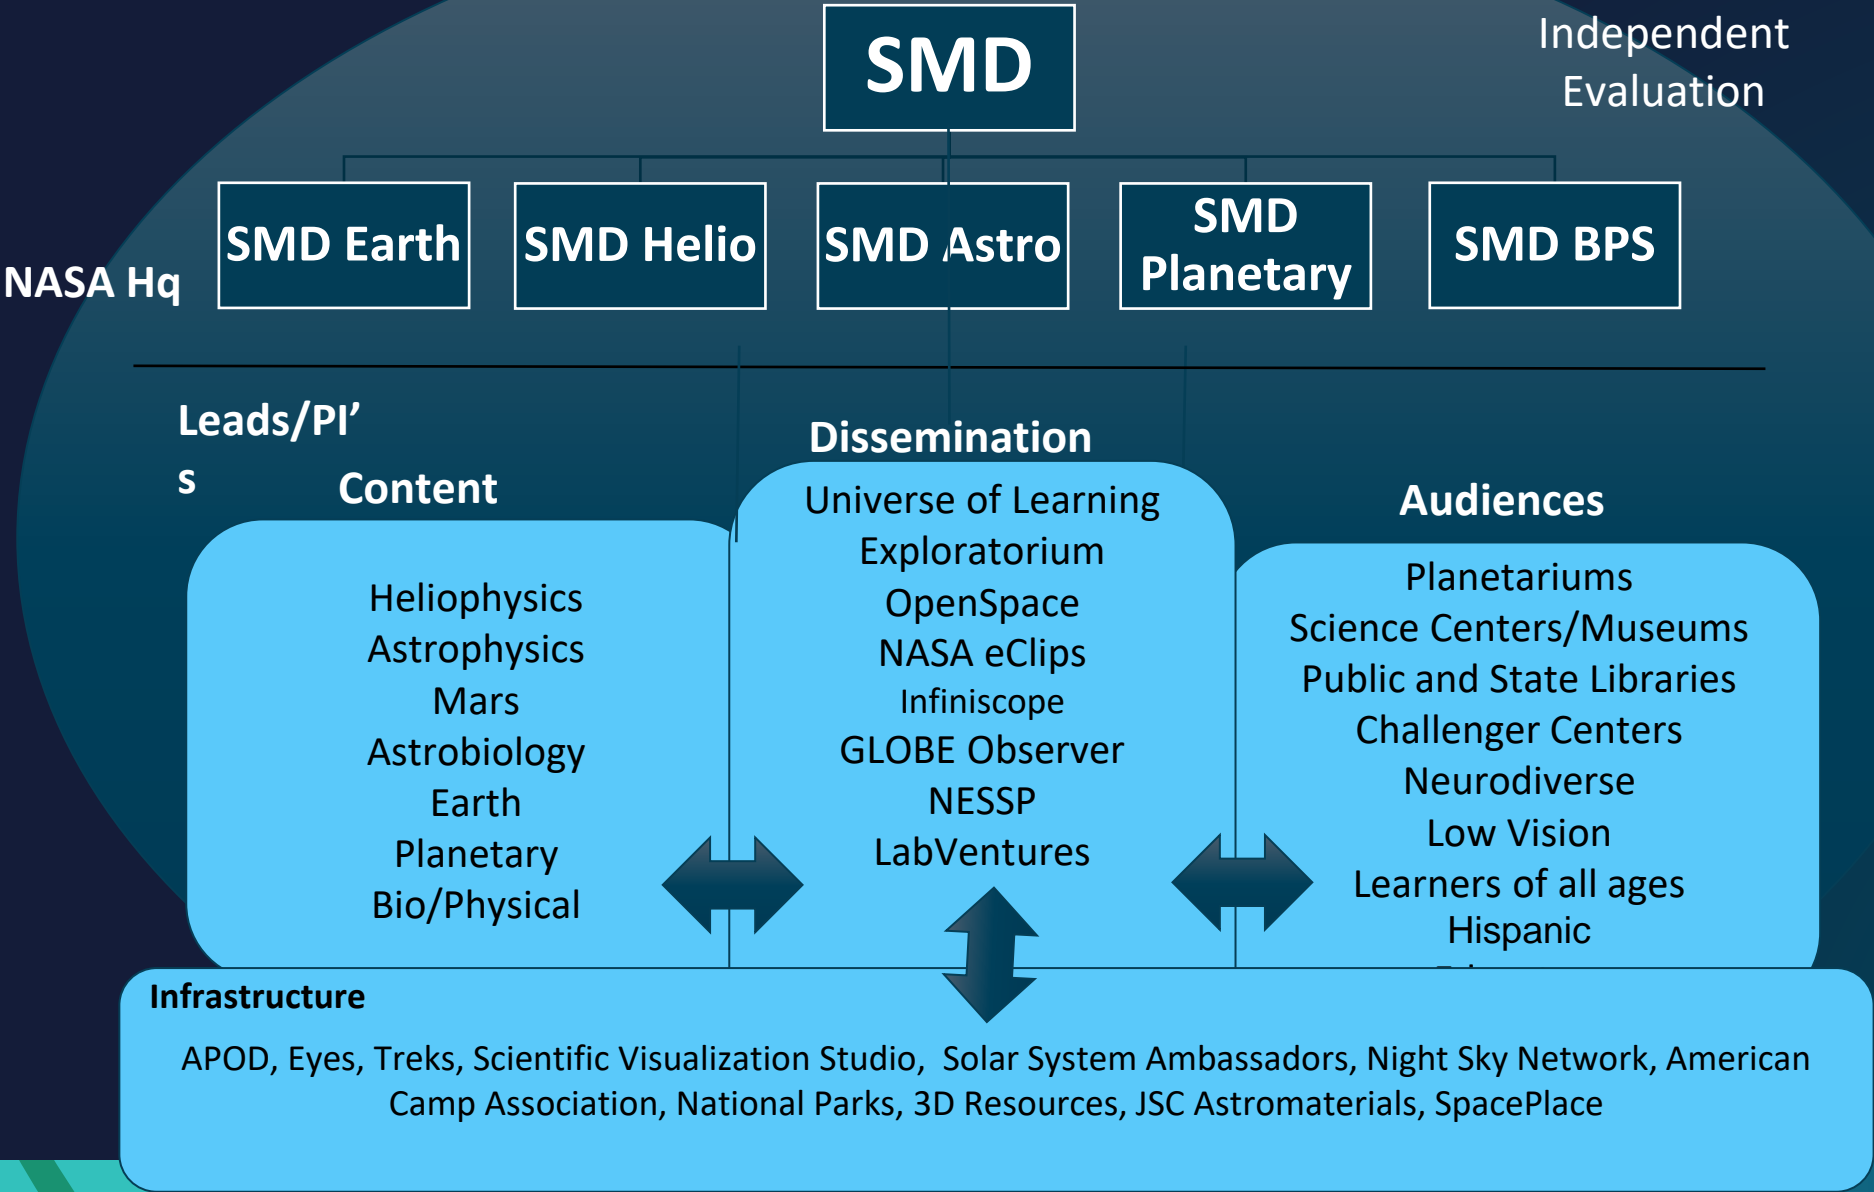 SMD
Independent
Evaluation
SMD Earth
SMD Helio
SMD Astro
SMD
Planetary
SMD BPS
NASA Hq
Leads/PI’
s
Content
Heliophysics
Astrophysics
Mars
Astrobiology
Earth
Planetary
Bio/Physical
Dissemination
Universe of Learning
Exploratorium
OpenSpace
NASA eClips
Infiniscope
GLOBE Observer
NESSP
LabVentures
Audiences
Planetariums
Science Centers/Museums
Public and State Libraries
Challenger Centers
Neurodiverse
Low Vision
Learners of all ages
Hispanic
Infrastructure
APOD, Eyes, Treks, Scientific Visualization Studio, Solar System Ambassadors, Night Sky Network, American
Camp Association, National Parks, 3D Resources, JSC Astromaterials, SpacePlace